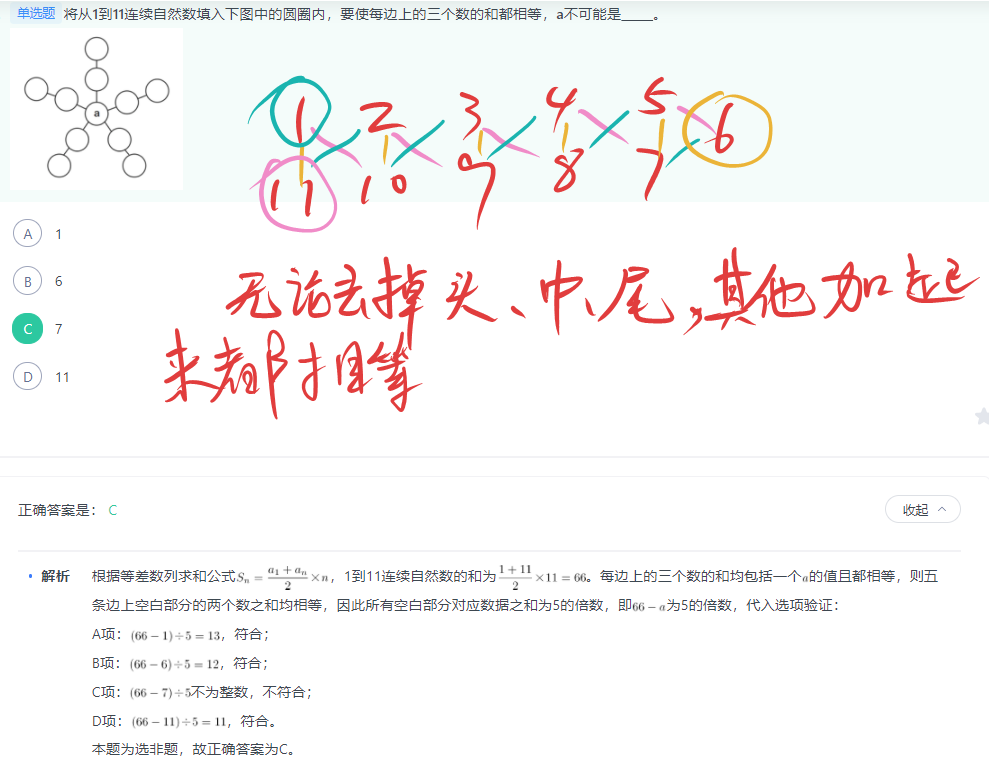 单选题 将从1到11连续自然数填入下图中的圆圈内，要使每边上的三个数的和都相等，a不可能是_____。
a
1 2 3 4 5 6
11 10 9 8 7
A 1
B 6
无论去掉头、中、尾，其他加起
C 7
来都相等
D 11
正确答案是： C
收起
解析 根据等差数列求和公式Sₙ = (a₁ + aₙ)/2 × n，1到11连续自然数的和为(1 + 11)/2 × 11 = 66。每边上的三个数的和均包括一个a的值且都相等，则五
条边上空白部分的两个数之和均相等，因此所有空白部分对应数据之和为5的倍数，即66 − a为5的倍数，代入选项验证：
A项：(66 − 1) ÷ 5 = 13，符合；
B项：(66 − 6) ÷ 5 = 12，符合；
C项：(66 − 7) ÷ 5不为整数，不符合；
D项：(66 − 11) ÷ 5 = 11，符合。
本题为选非题，故正确答案为C。